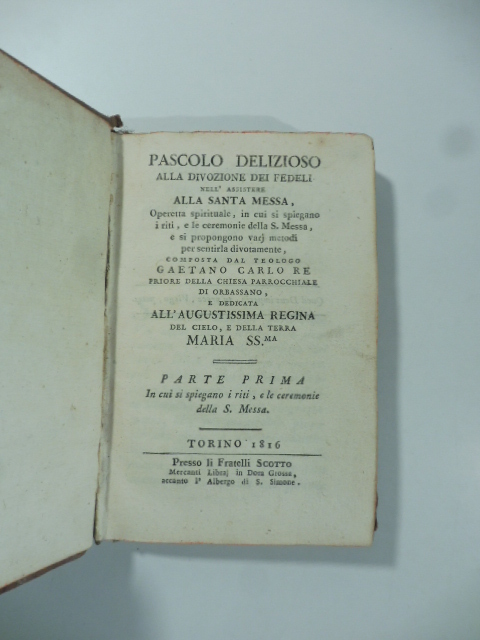 PASCOLO DELIZIOSO
ALLA DIVOZIONE DEI FEDELI
NELL' ASSISTERE
ALLA SANTA MESSA,
Operetta spirituale, in cui si spiegano
i riti, e le ceremonie della S. Messa,
e si propongono varj metodi
per sentirla divotamente,
COMPOSTA DAL TEOLOGO
GAETANO CARLO RE
PRIORE DELLA CHIESA PARROCCHIALE
DI ORBASSANO,
E DEDICATA
ALL'AUGUSTISSIMA REGINA
DEL CIELO, E DELLA TERRA
MARIA SS.MA
PARTE PRIMA
In cui si spiegano i riti, e le ceremonie
della S. Messa.
TORINO 1816
Presso li Fratelli SCOTTO
Mercanti Libraj in Dora Grossa,
accanto l' Albergo di S. Simone.